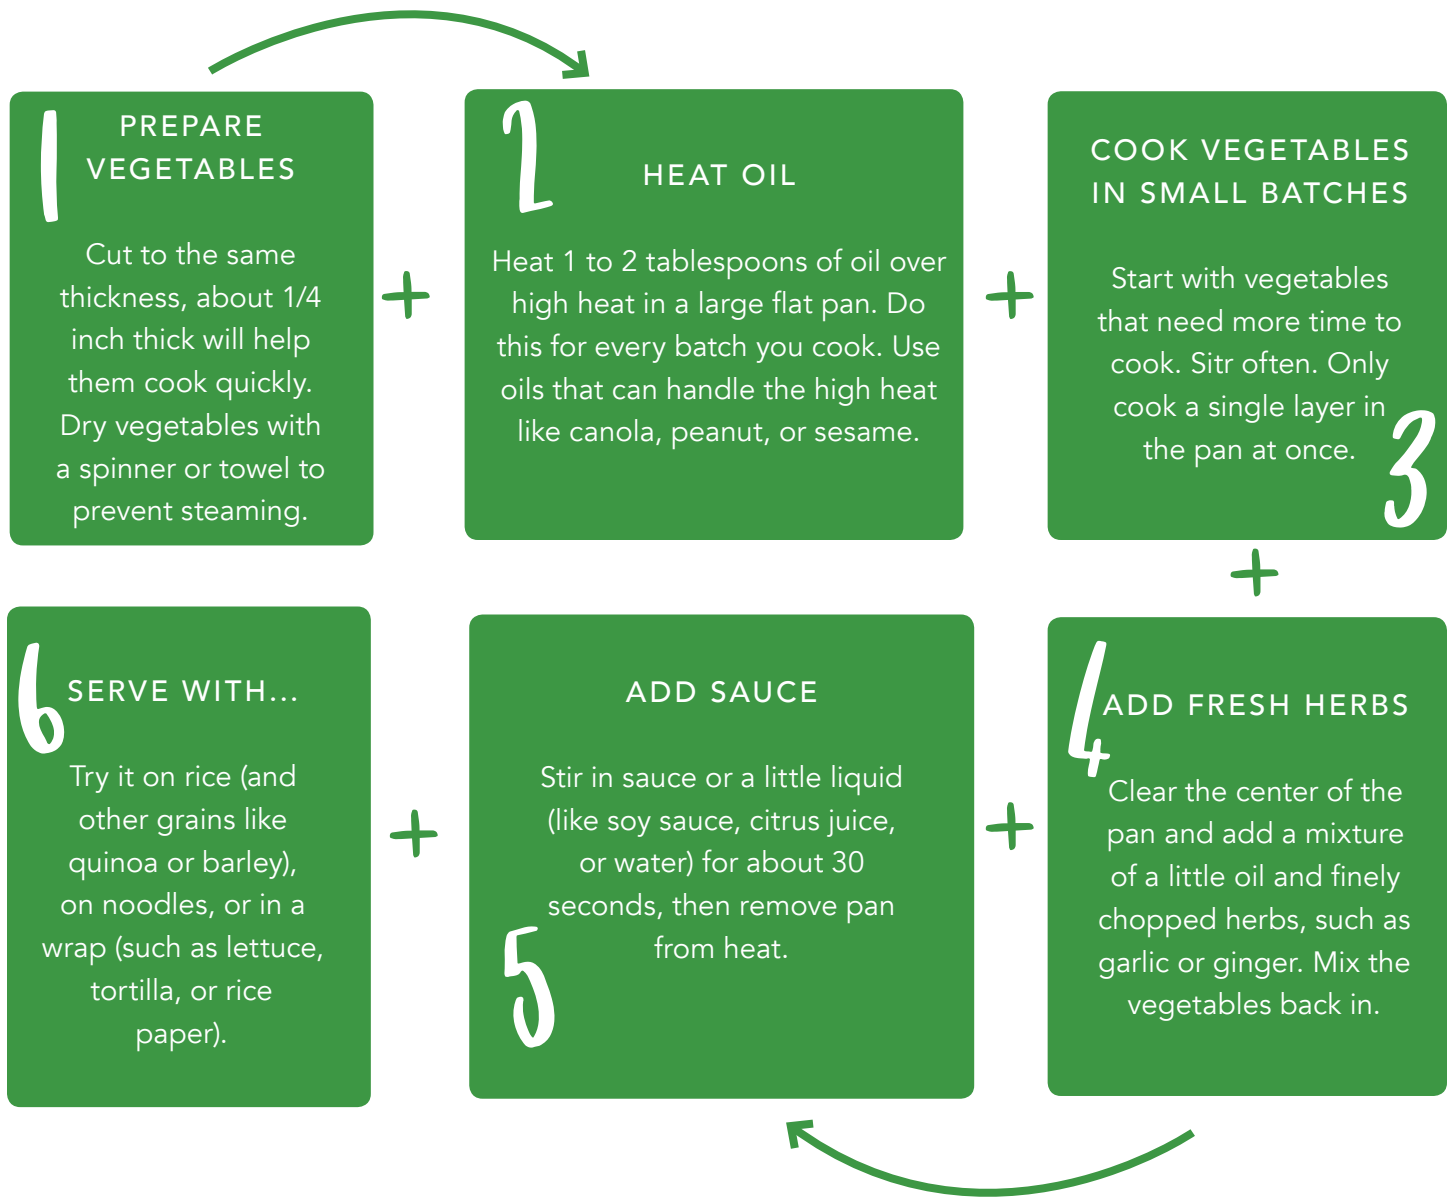 1
PREPARE
VEGETABLES
Cut to the same
thickness, about 1/4
inch thick will help
them cook quickly.
Dry vegetables with
a spinner or towel to
prevent steaming.
+
2
HEAT OIL
Heat 1 to 2 tablespoons of oil over
high heat in a large flat pan. Do
this for every batch you cook. Use
oils that can handle the high heat
like canola, peanut, or sesame.
+
COOK VEGETABLES
IN SMALL BATCHES
Start with vegetables
that need more time to
cook. Sitr often. Only
cook a single layer in
the pan at once.
3
+
4
ADD FRESH HERBS
Clear the center of the
pan and add a mixture
of a little oil and finely
chopped herbs, such as
garlic or ginger. Mix the
vegetables back in.
+
ADD SAUCE
Stir in sauce or a little liquid
(like soy sauce, citrus juice,
or water) for about 30
seconds, then remove pan
from heat.
5
+
6
SERVE WITH...
Try it on rice (and
other grains like
quinoa or barley),
on noodles, or in a
wrap (such as lettuce,
tortilla, or rice
paper).